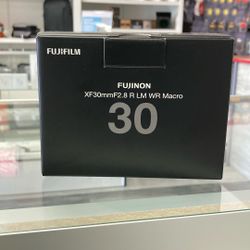 FUJIFILM
FUJINON
XF30mmF2.8 R LM WR Macro
30